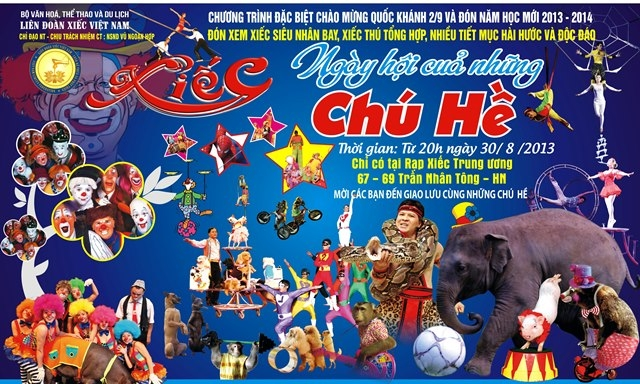 BỘ VĂN HOÁ, THỂ THAO VÀ DU LỊCH
LIÊN ĐOÀN XIẾC VIỆT NAM
CHỈ ĐẠO NT - CHỊU TRÁCH NHIỆM CT : NSND VŨ NGOẠN HỢP
Xiếc
CHƯƠNG TRÌNH ĐẶC BIỆT CHÀO MỪNG QUỐC KHÁNH 2/9 VÀ ĐÓN NĂM HỌC MỚI 2013 - 2014
ĐÓN XEM XIẾC SIÊU NHÂN BAY, XIẾC THÚ TỔNG HỢP, NHIỀU TIẾT MỤC HÀI HƯỚC VÀ ĐỘC ĐÁO
Ngày hội cuả những
Chú Hề
Thời gian: Từ 20h ngày 30/ 8 /2013
Chỉ có tại Rạp Xiếc Trung ương
67 - 69 Trần Nhân Tông - HN
MỜI CÁC BẠN ĐẾN GIAO LƯU CÙNG NHỮNG CHÚ HỀ